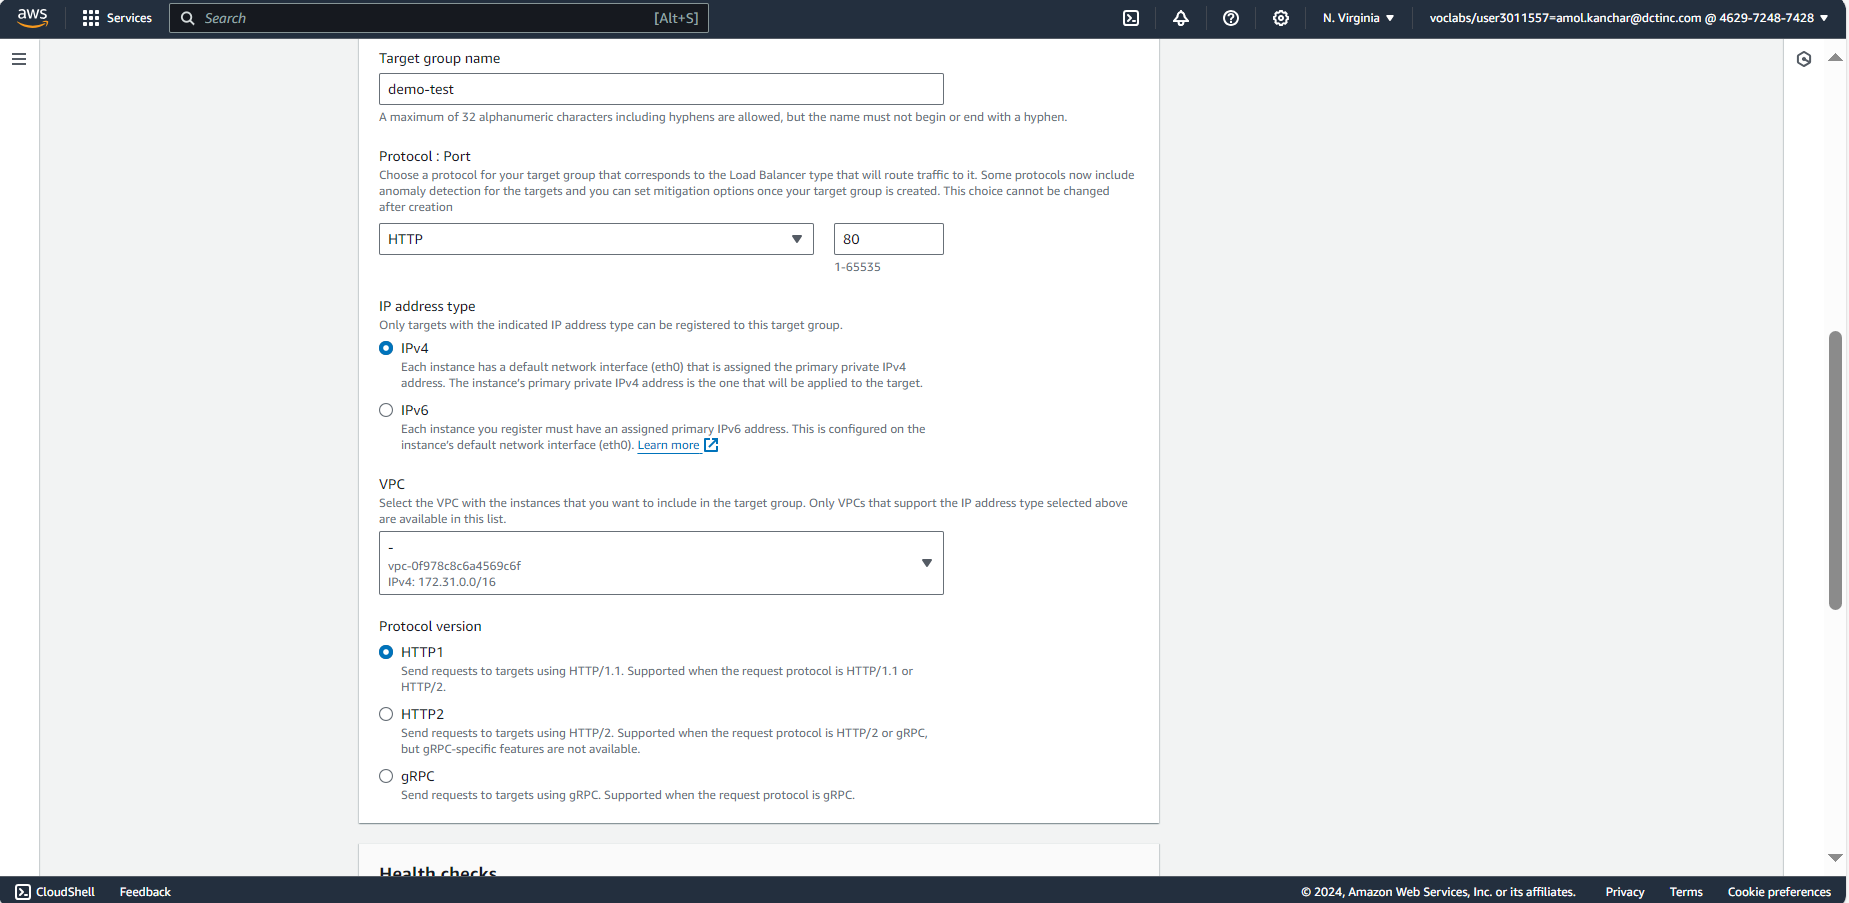 aws
Services
Search
[Alt+S]
N. Virginia
voclabs/user3011557=amol.kanchar@dctinc.com @ 4629-7248-7428
Target group name
demo-test
A maximum of 32 alphanumeric characters including hyphens are allowed, but the name must not begin or end with a hyphen.
Protocol : Port
Choose a protocol for your target group that corresponds to the Load Balancer type that will route traffic to it. Some protocols now include
anomaly detection for the targets and you can set mitigation options once your target group is created. This choice cannot be changed
after creation
HTTP
80
1-65535
IP address type
Only targets with the indicated IP address type can be registered to this target group.
IPv4
Each instance has a default network interface (eth0) that is assigned the primary private IPv4
address. The instance's primary private IPv4 address is the one that will be applied to the target.
IPv6
Each instance you register must have an assigned primary IPv6 address. This is configured on the
instance's default network interface (eth0). Learn more
VPC
Select the VPC with the instances that you want to include in the target group. Only VPCs that support the IP address type selected above
are available in this list.
-
vpc-0f978c8c6a4569c6f
IPv4: 172.31.0.0/16
Protocol version
HTTP1
Send requests to targets using HTTP/1.1. Supported when the request protocol is HTTP/1.1 or
HTTP/2.
HTTP2
Send requests to targets using HTTP/2. Supported when the request protocol is HTTP/2 or gRPC,
but gRPC-specific features are not available.
gRPC
Send requests to targets using gRPC. Supported when the request protocol is gRPC.
Health checks
CloudShell
Feedback
© 2024, Amazon Web Services, Inc. or its affiliates.
Privacy
Terms
Cookie preferences